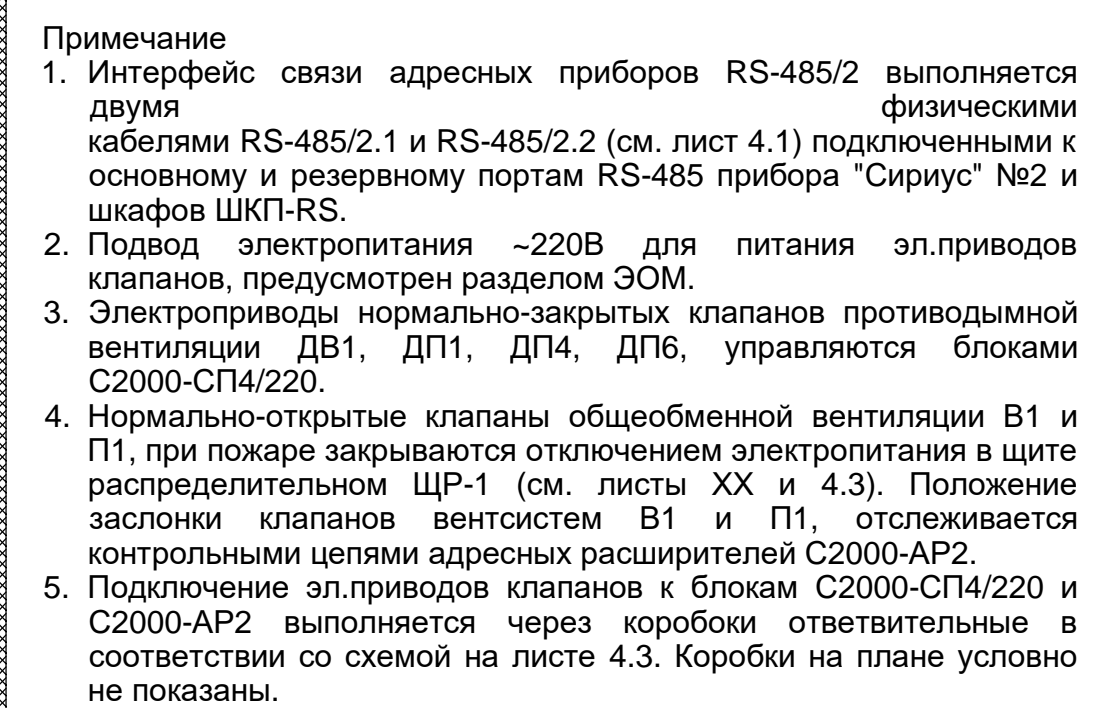 Примечание
1. Интерфейс связи адресных приборов RS-485/2 выполняется
двумя физическими
кабелями RS-485/2.1 и RS-485/2.2 (см. лист 4.1) подключенными к
основному и резервному портам RS-485 прибора "Сириус" №2 и
шкафов ШКП-RS.
2. Подвод электропитания ~220В для питания эл.приводов
клапанов, предусмотрен разделом ЭОМ.
3. Электроприводы нормально-закрытых клапанов противодымной
вентиляции ДВ1, ДП1, ДП4, ДП6, управляются блоками
С2000-СП4/220.
4. Нормально-открытые клапаны общеобменной вентиляции В1 и
П1, при пожаре закрываются отключением электропитания в щите
распределительном ЩР-1 (см. листы ХХ и 4.3). Положение
заслонки клапанов вентсистем В1 и П1, отслеживается
контрольными цепями адресных расширителей С2000-АР2.
5. Подключение эл.приводов клапанов к блокам С2000-СП4/220 и
С2000-АР2 выполняется через коробоки ответвительные в
соответствии со схемой на листе 4.3. Коробки на плане условно
не показаны.